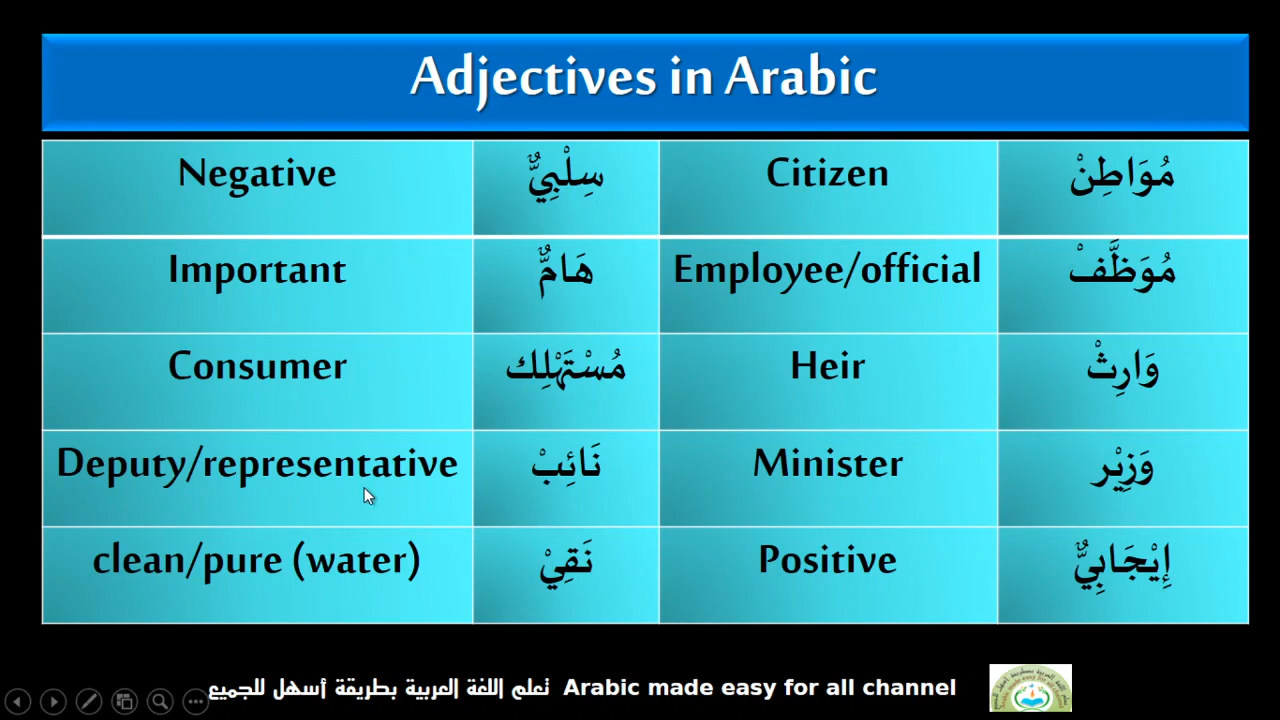 Adjectives in Arabic
Negative سِلْبِيٌّ Citizen مُوَاطِنْ
Important هَامٌّ Employee/official مُوَظَّفْ
Consumer مُسْتَهْلِك Heir وَارِثْ
Deputy/representative نَائِبْ Minister وَزِيْر
clean/pure (water) نَقِيْ Positive إِيْجَابِيٌّ
تعلم اللغة العربية بطريقة أسهل للجميع Arabic made easy for all channel